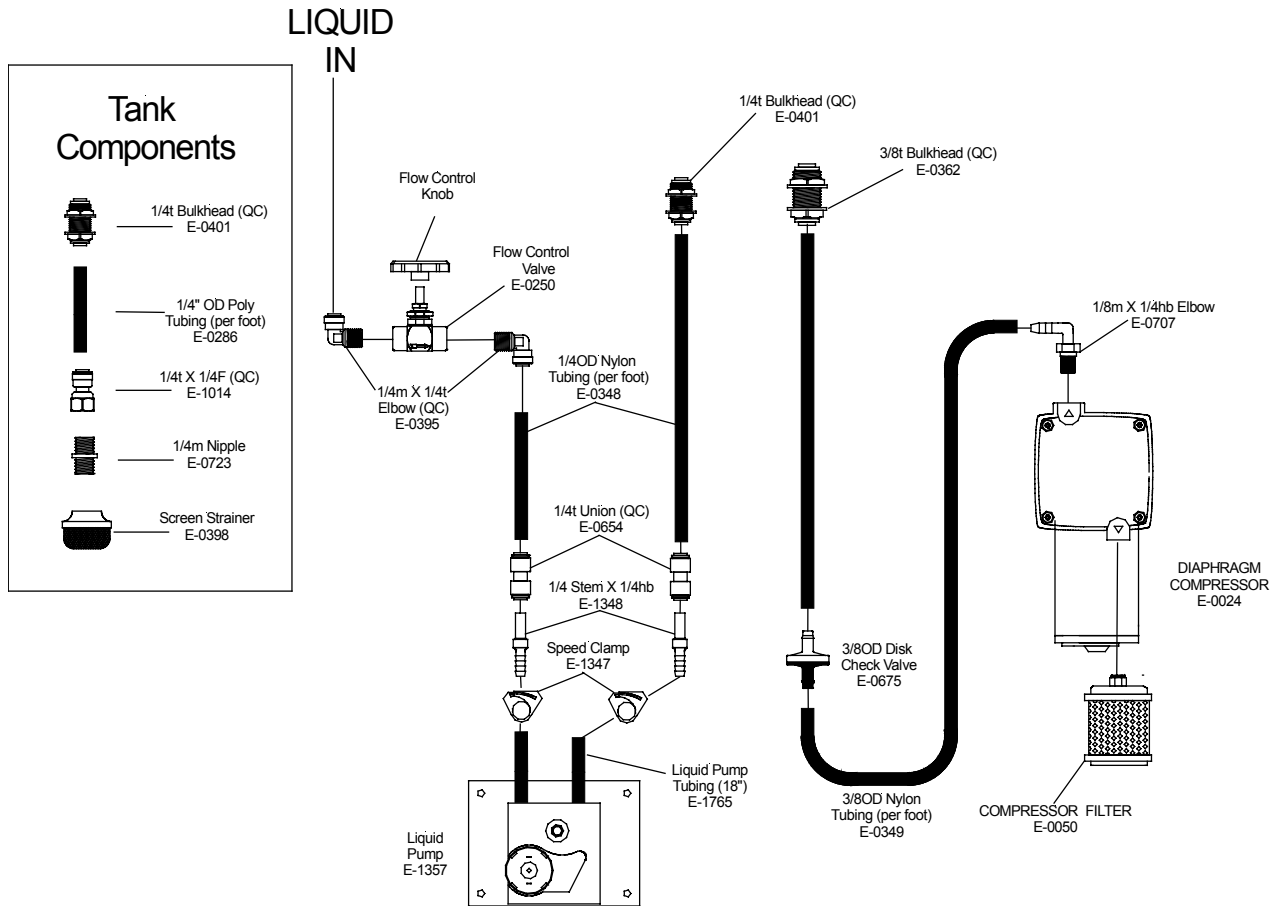 LIQUID
IN
Tank
Components
1/4t Bulkhead (QC)
E-0401
1/4" OD Poly
Tubing (per foot)
E-0286
1/4t X 1/4F (QC)
E-1014
1/4m Nipple
E-0723
Screen Strainer
E-0398
Flow Control
Knob
Flow Control
Valve
E-0250
1/4m X 1/4t
Elbow (QC)
E-0395
1/4t Bulkhead (QC)
E-0401
3/8t Bulkhead (QC)
E-0362
1/4OD Nylon
Tubing (per foot)
E-0348
1/4t Union (QC)
E-0654
1/4 Stem X 1/4hb
E-1348
Speed Clamp
E-1347
Liquid Pump
Tubing (18")
E-1765
Liquid
Pump
E-1357
3/8OD Disk
Check Valve
E-0675
3/8OD Nylon
Tubing (per foot)
E-0349
1/8m X 1/4hb Elbow
E-0707
DIAPHRAGM
COMPRESSOR
E-0024
COMPRESSOR FILTER
E-0050